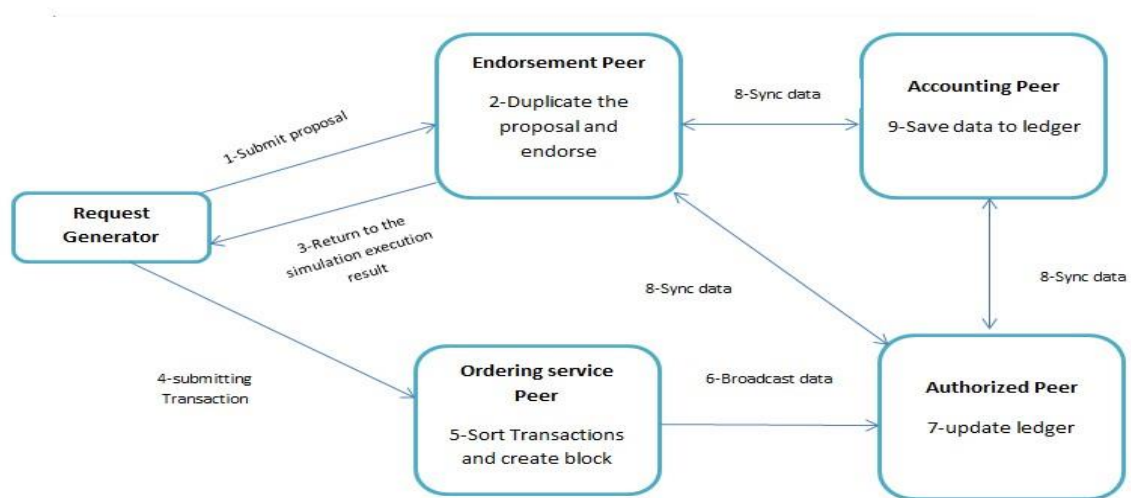 Endorsement Peer
2-Duplicate the
proposal and
endorse
8-Sync data
Accounting Peer
9-Save data to ledger
1-Submit proposal
Request
Generator
3-Return to the
simulation execution
result
8-Sync data
8-Sync data
4-submitting
Transaction
Ordering service
Peer
5-Sort Transactions
and create block
6-Broadcast data
Authorized Peer
7-update ledger